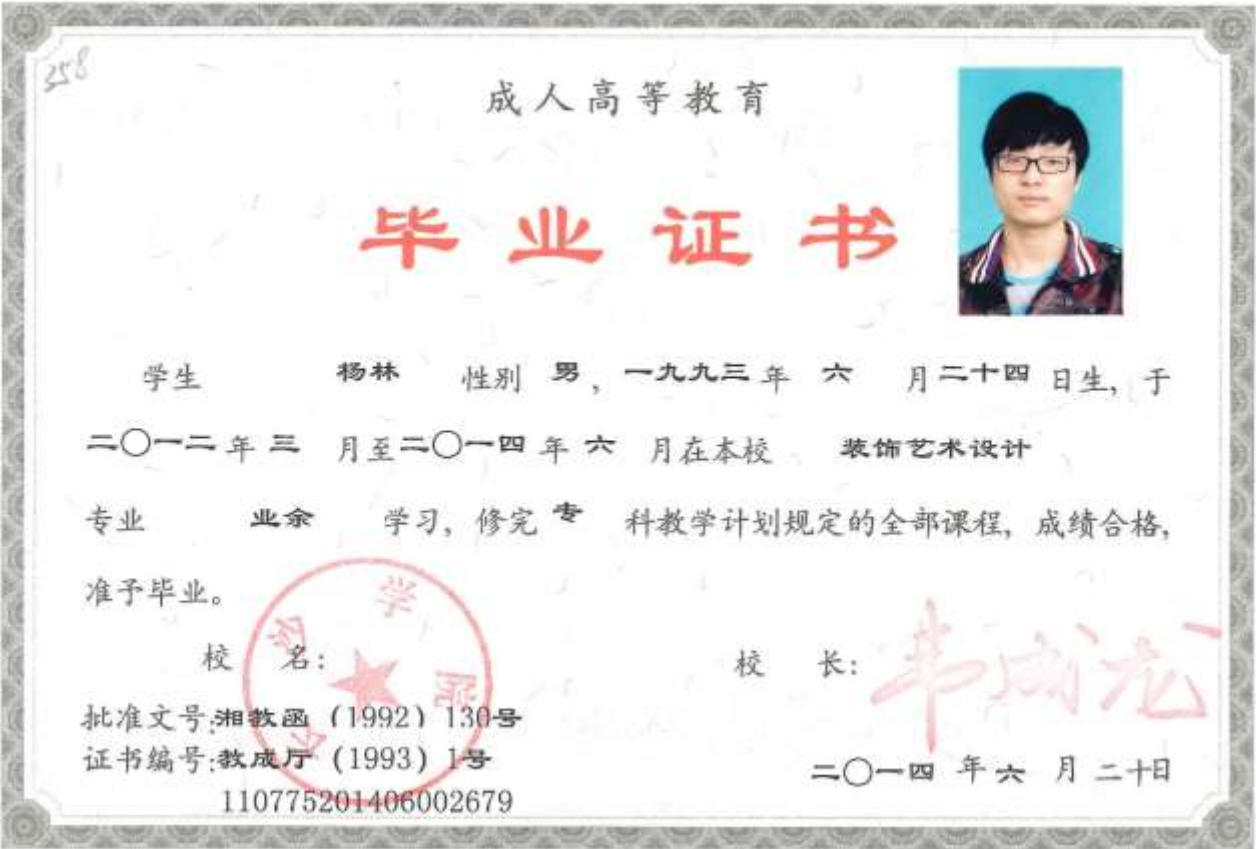 成人高等教育
毕业证书
学生 杨林 性别 男,一九九三年 六 月二十四日生,于
二〇一二年三 月至二〇一四年六 月在本校 装饰艺术设计
专业 业余 学习,修完专 科教学计划规定的全部课程,成绩合格,
准予毕业。
长沙学院
校 名:
校 长:韦成龙
批准文号:湘教函(1992)130号
证书编号:教成厅(1993)1号
110775201406002679
二〇一四年六月二十日